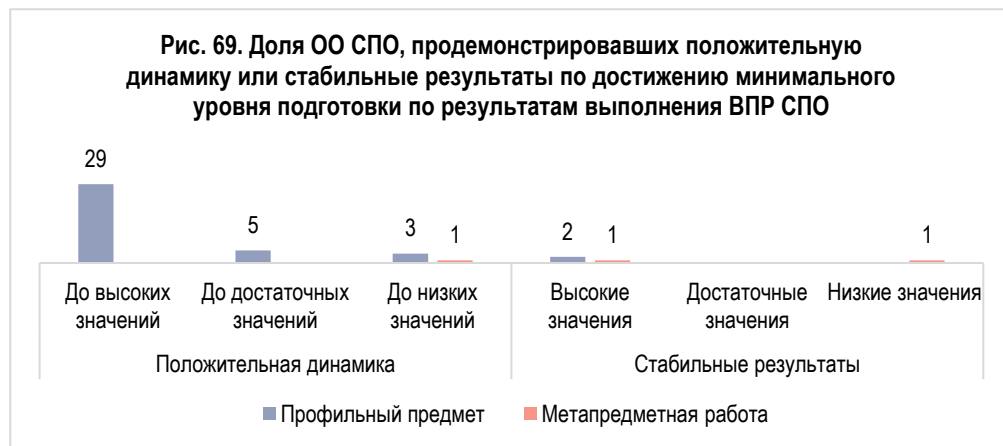 Рис. 69. Доля ОО СПО, продемонстрировавших положительную
динамику или стабильные результаты по достижению минимального
уровня подготовки по результатам выполнения ВПР СПО
29
5
3
1
2
1
1
До высоких
значений
До достаточных
значений
До низких
значений
Высокие
значения
Достаточные
значения
Низкие значения
Положительная динамика
Стабильные результаты
Профильный предмет
Метапредметная работа